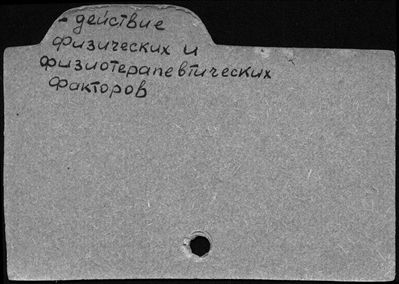 - действие
физических и
физиотерапевтических
факторов